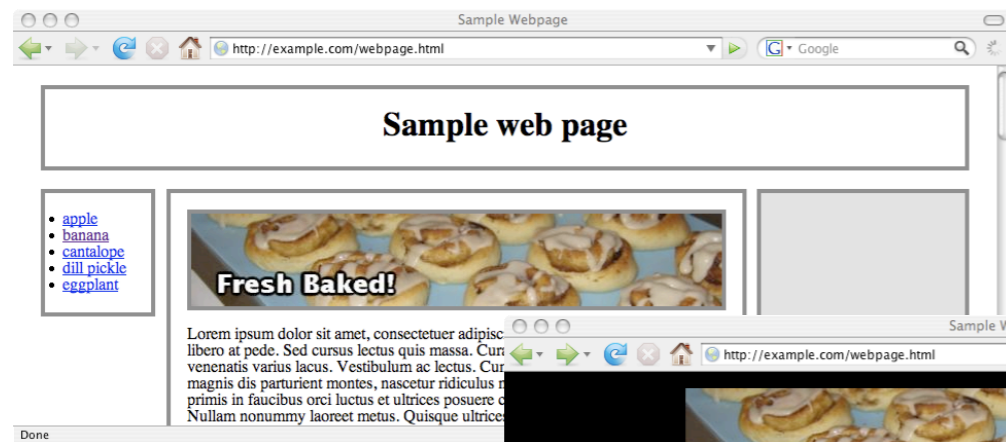 Sample Webpage
http://example.com/webpage.html
Google
Sample web page
apple
banana
cantalope
dill pickle
eggplant
Fresh Baked!
Lorem ipsum dolor sit amet, consectetuer adipisc
libero at pede. Sed cursus lectus quis massa. Cura
venenatis varius lacus. Vestibulum ac lectus. Cur
magnis dis parturient montes, nascetur ridiculus
primis in faucibus orci luctus et ultrices posuere
Nullam nonummy laoreet metus. Quisque ultrices
Done
Sample W
http://example.com/webpage.html